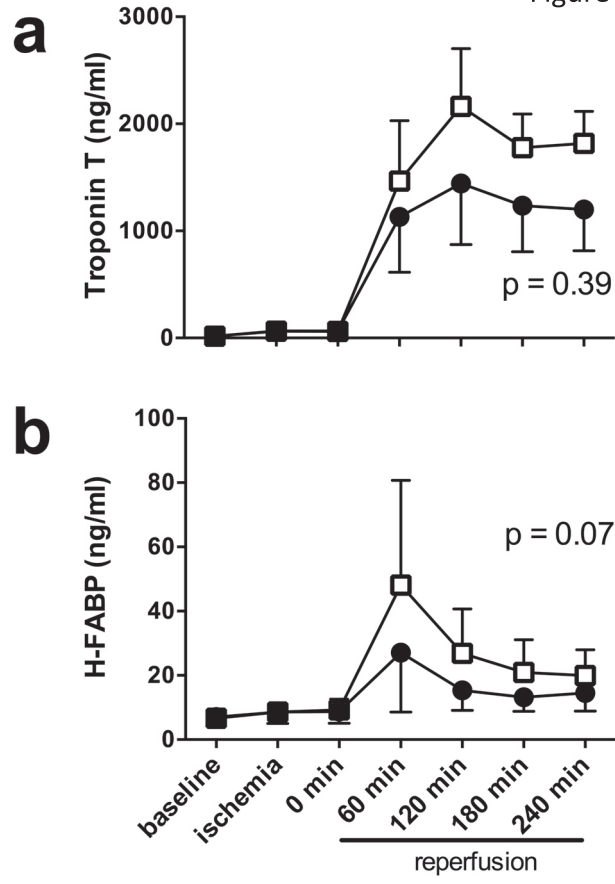 Figure
a
Troponin T (ng/ml)
3000
2000
1000
0
p = 0.39
b
H-FABP (ng/ml)
100
80
60
40
20
0
p = 0.07
baseline
ischemia
0 min
60 min
120 min
180 min
240 min
reperfusion